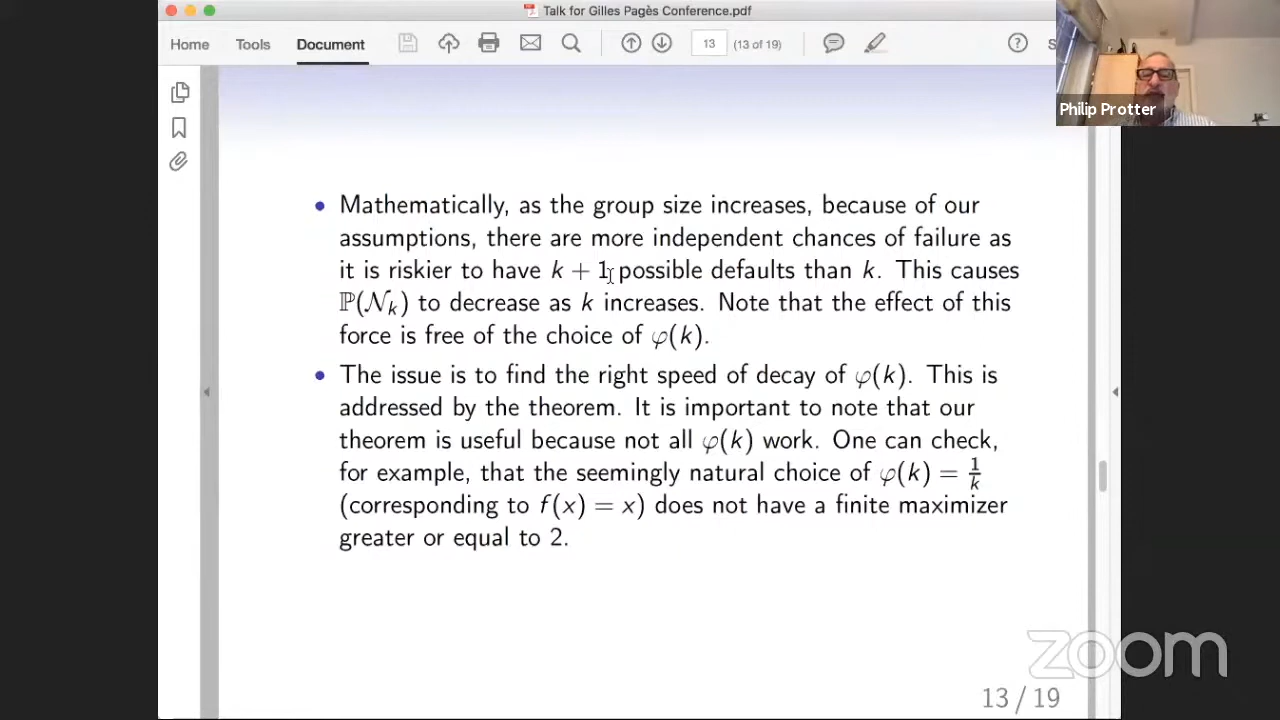 Talk for Gilles Pagès Conference.pdf
Home Tools Document 13 (13 of 19)
Philip Protter
• Mathematically, as the group size increases, because of our
assumptions, there are more independent chances of failure as
it is riskier to have k + 1 possible defaults than k. This causes
ℙ(𝒩ₖ) to decrease as k increases. Note that the effect of this
force is free of the choice of φ(k).
• The issue is to find the right speed of decay of φ(k). This is
addressed by the theorem. It is important to note that our
theorem is useful because not all φ(k) work. One can check,
for example, that the seemingly natural choice of φ(k) = 1/k
(corresponding to f(x) = x) does not have a finite maximizer
greater or equal to 2.
zoom
13 / 19